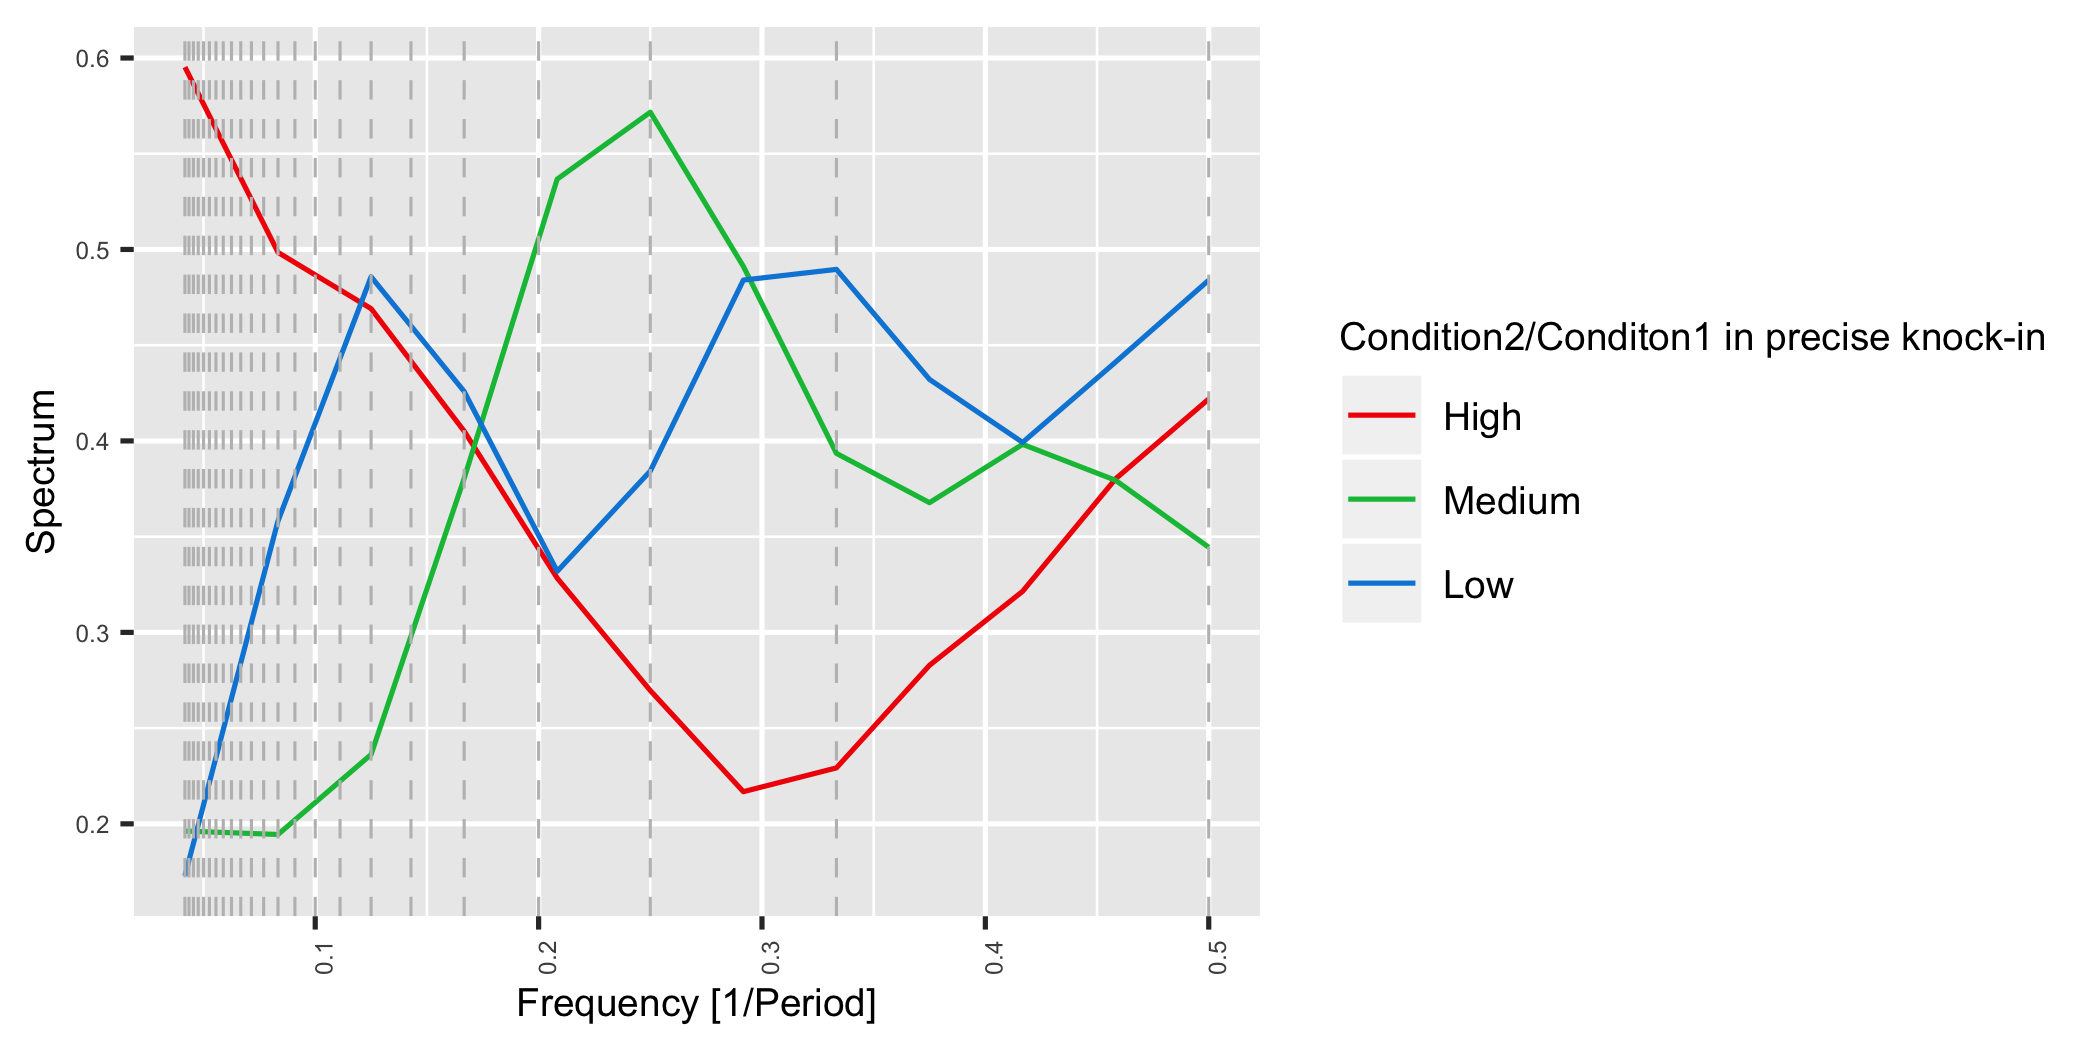 0.6
0.5
0.4
0.3
0.2
Spectrum
0.1
0.2
0.3
0.4
0.5
Frequency [1/Period]
Condition2/Conditon1 in precise knock-in
High
Medium
Low